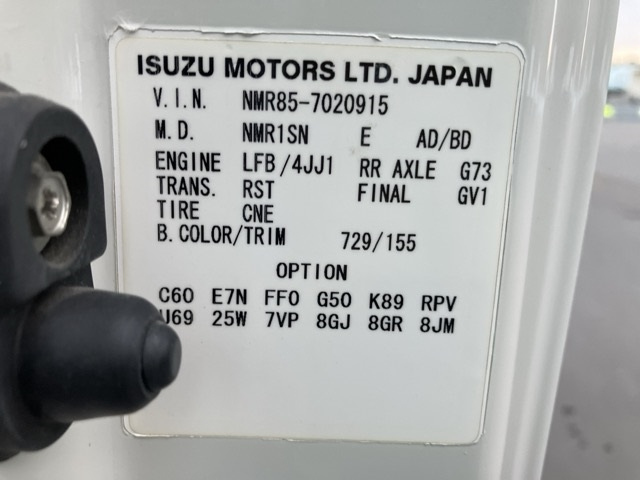 ISUZU MOTORS LTD. JAPAN
V.I.N. NMR85-7020915
M.D. NMR1SN E AD/BD
ENGINE LFB/4JJ1 RR AXLE G73
TRANS. RST FINAL GV1
TIRE CNE
B.COLOR/TRIM 729/155
OPTION
C60 E7N FF0 G50 K89 RPV
U69 25W 7VP 8GJ 8GR 8JM